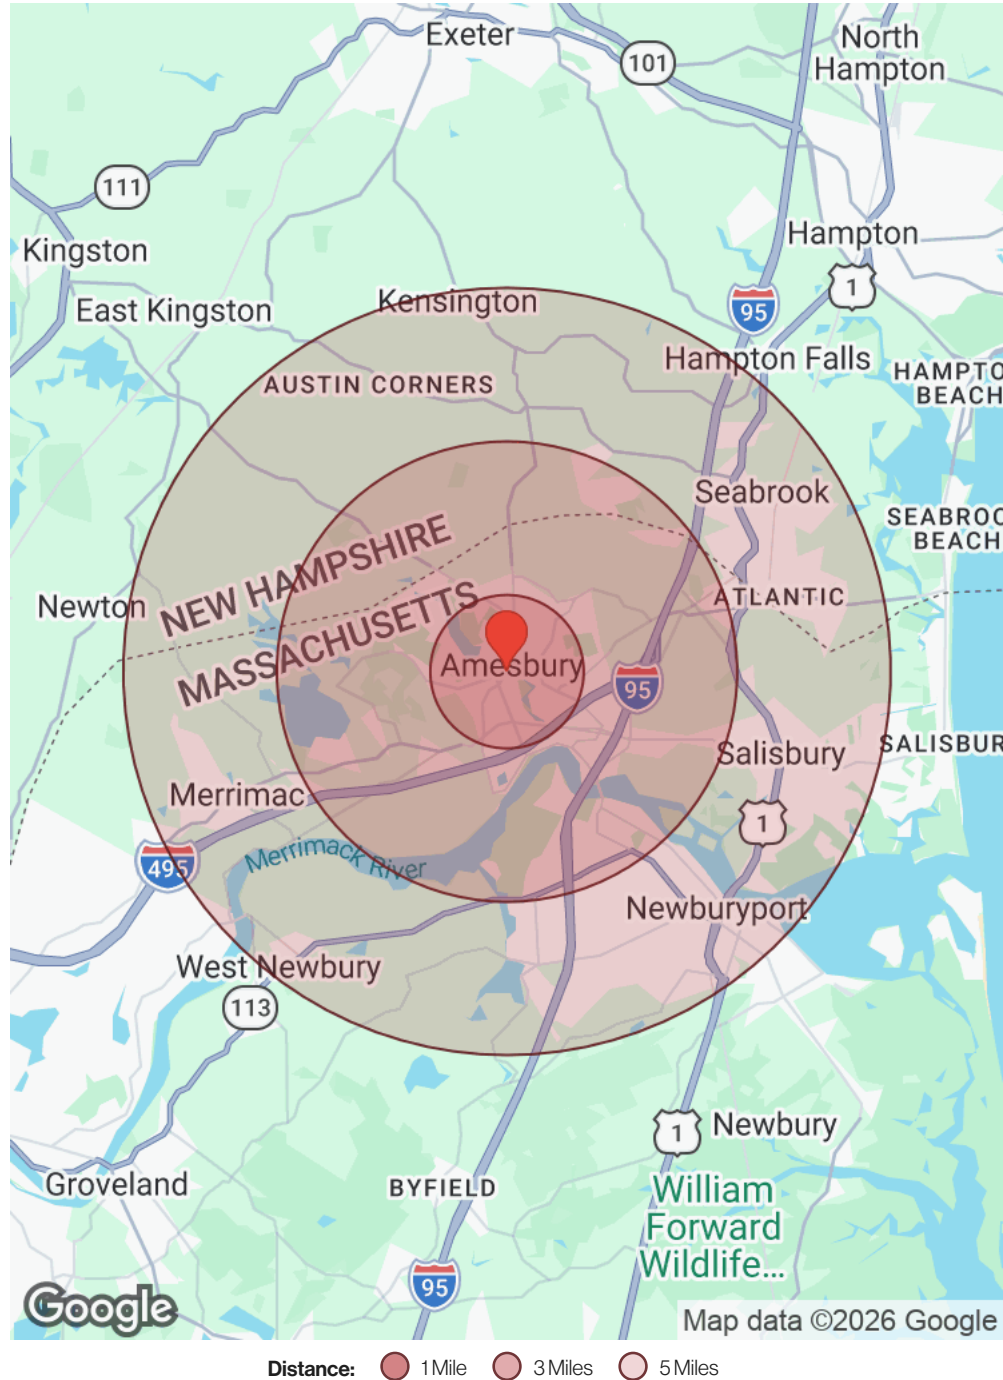 Exeter
101
North
Hampton
111
Kingston
Hampton
1
East Kingston
Kensington
95
Hampton Falls
AUSTIN CORNERS
HAMPTO
BEACH
Seabrook
SEABROO
BEACH
NEW HAMPSHIRE
Newton
ATLANTIC
MASSACHUSETTS
Amesbury
95
Salisbury
SALISBUR
Merrimac
1
495
Merrimack River
Newburyport
West Newbury
113
1
Newbury
Groveland
BYFIELD
William
Forward
Wildlife...
95
Google
Map data ©2026 Google
Distance: 1 Mile 3 Miles 5 Miles